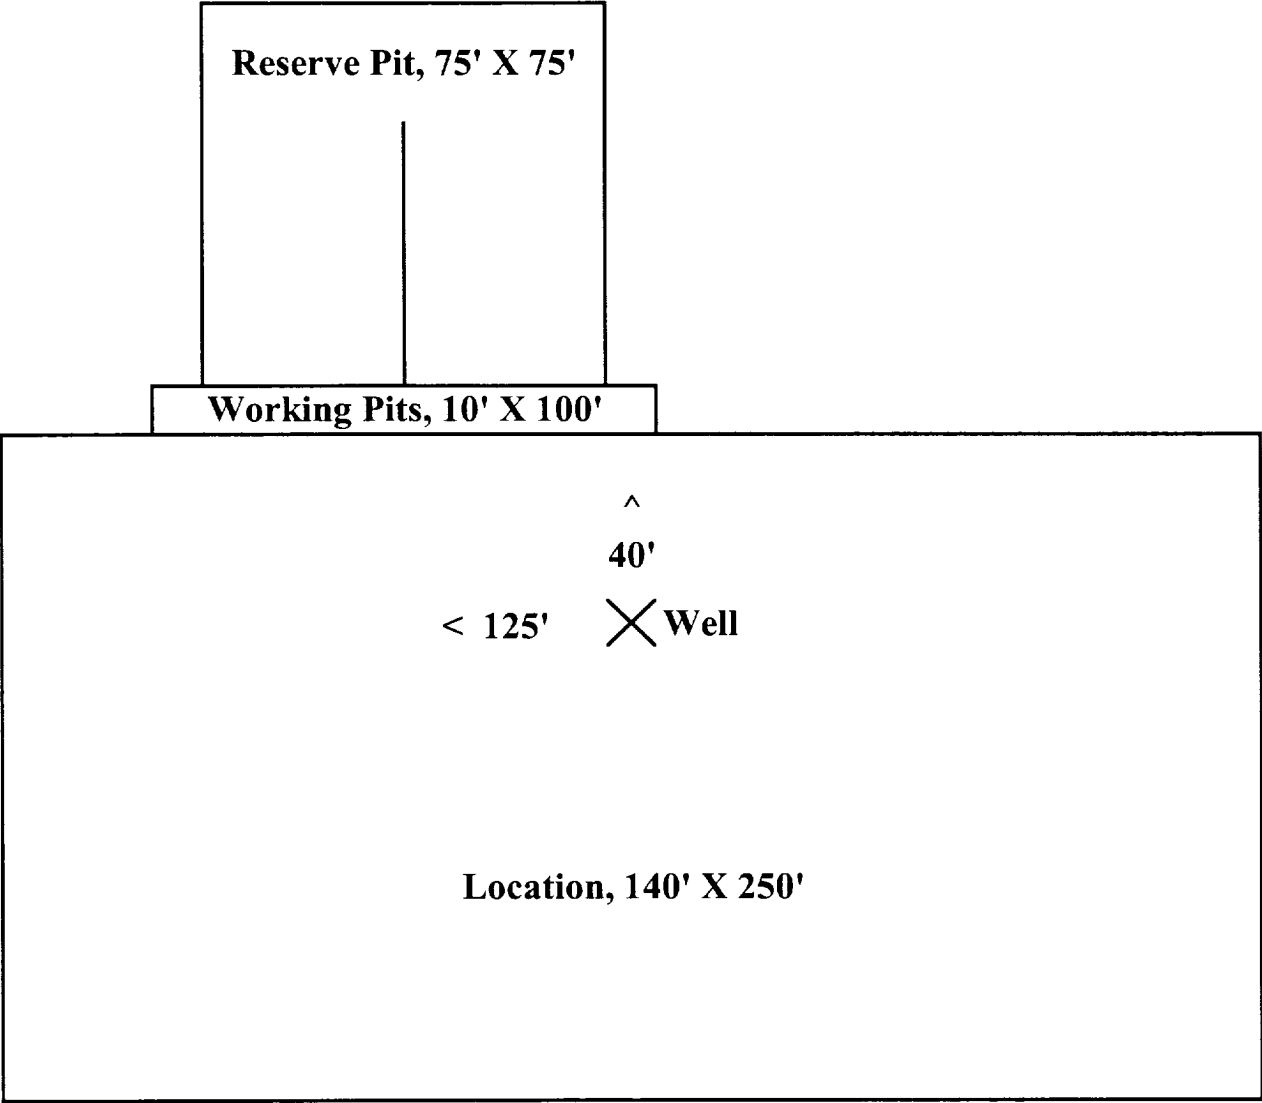 Reserve Pit, 75' X 75'
Working Pits, 10' X 100'
^
40'
< 125'
Well
Location, 140' X 250'